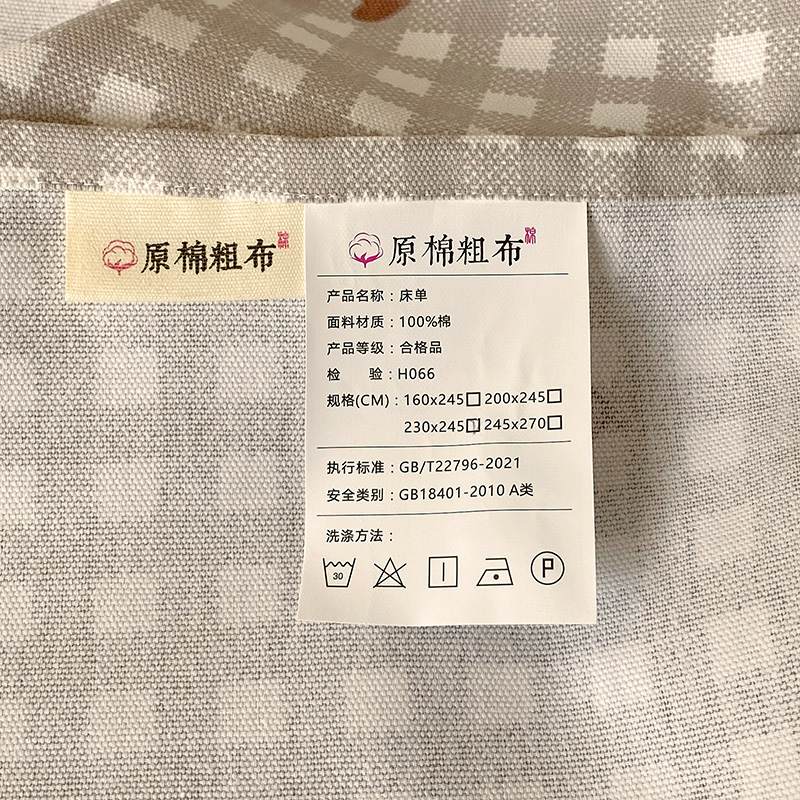 原棉粗布
原棉粗布
产品名称：床单
面料材质：100%棉
产品等级：合格品
检 验：H066
规格(CM)：160x245□ 200x245□
230x245□ 245x270□
执行标准：GB/T22796-2021
安全类别：GB18401-2010 A类
洗涤方法：
30
P